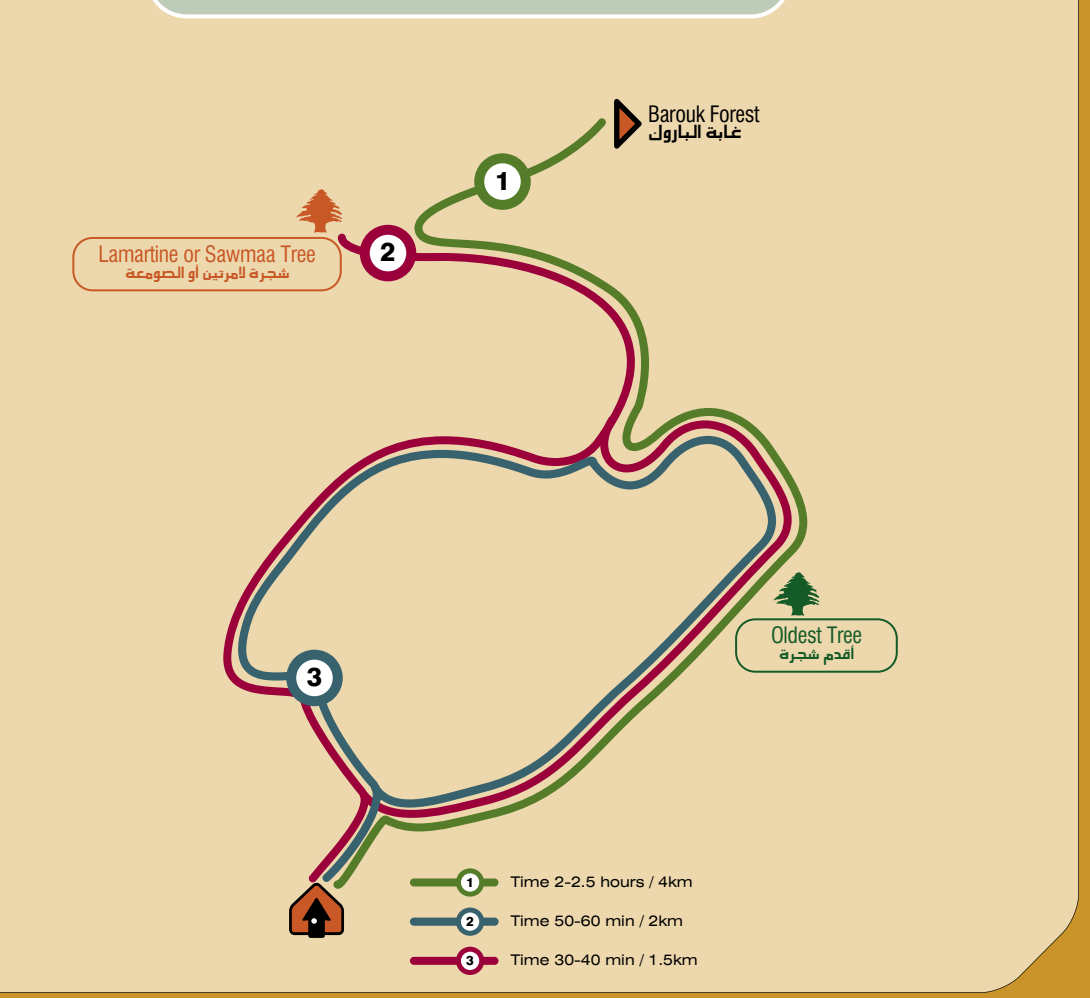 Barouk Forest
غابة الباروك
1
2
Lamartine or Sawmaa Tree
شجرة لامرتين أو الصومعة
Oldest Tree
أقدم شجرة
3
1 Time 2-2.5 hours / 4km
2 Time 50-60 min / 2km
3 Time 30-40 min / 1.5km